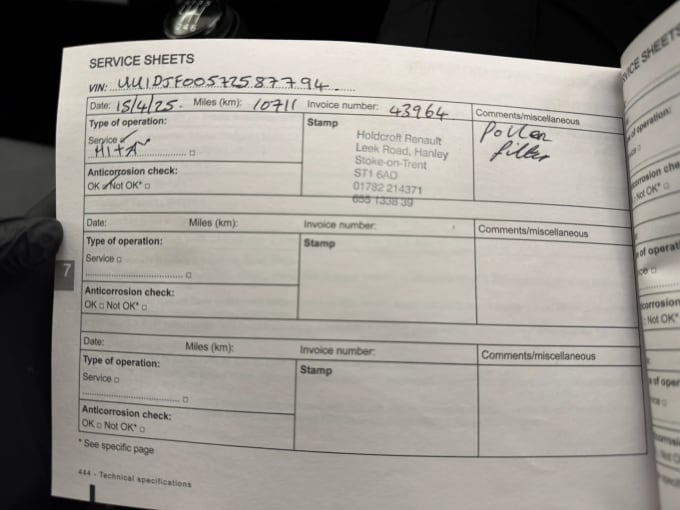 SERVICE SHEETS
VIN: UU1DJF00572587794.
Date: 15/4/25. Miles (km): 10711 Invoice number: 43964 Comments/miscellaneous
Type of operation: Stamp Pollen
Service filter
Holdcroft Renault
Leek Road, Hanley
Stoke-on-Trent
ST1 6AD
01782 214371
Anticorrosion check:
OK Not OK*
Date: Miles (km): Invoice number: Comments/miscellaneous
Type of operation: Stamp
Service
Anticorrosion check:
OK Not OK*
Date: Miles (km): Invoice number: Comments/miscellaneous
Type of operation: Stamp
Service
Anticorrosion check:
OK Not OK*
* See specific page
444 - Technical specifications
7